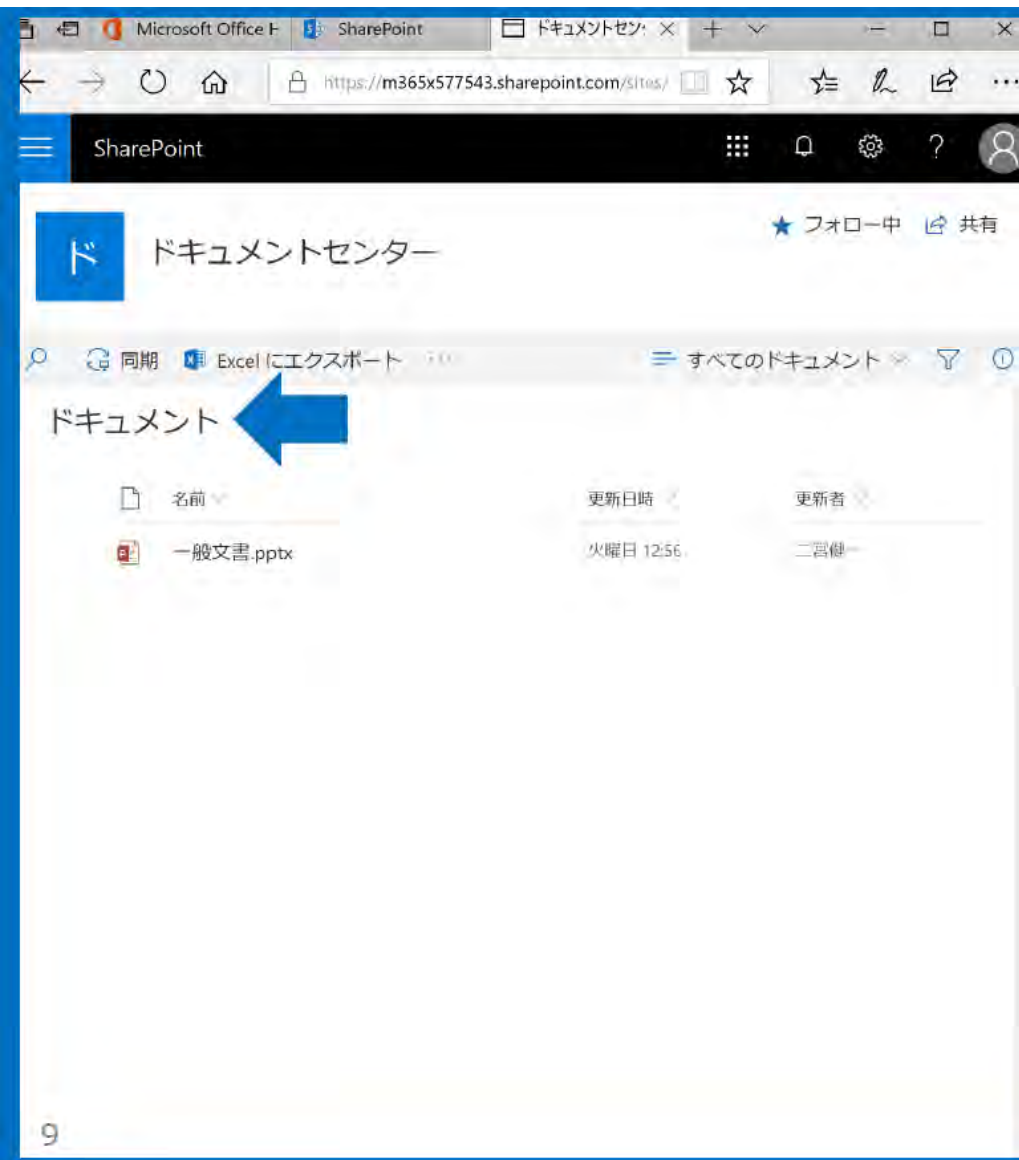 Microsoft Office H
SharePoint
ドキュメントセン
https://m365x577543.sharepoint.com/sites/
SharePoint
ド
ドキュメントセンター
フォロー中
共有
同期
Excel にエクスポート
すべてのドキュメント
ドキュメント
名前
更新日時
更新者
一般文書.pptx
火曜日 12:56
二宮健一
9